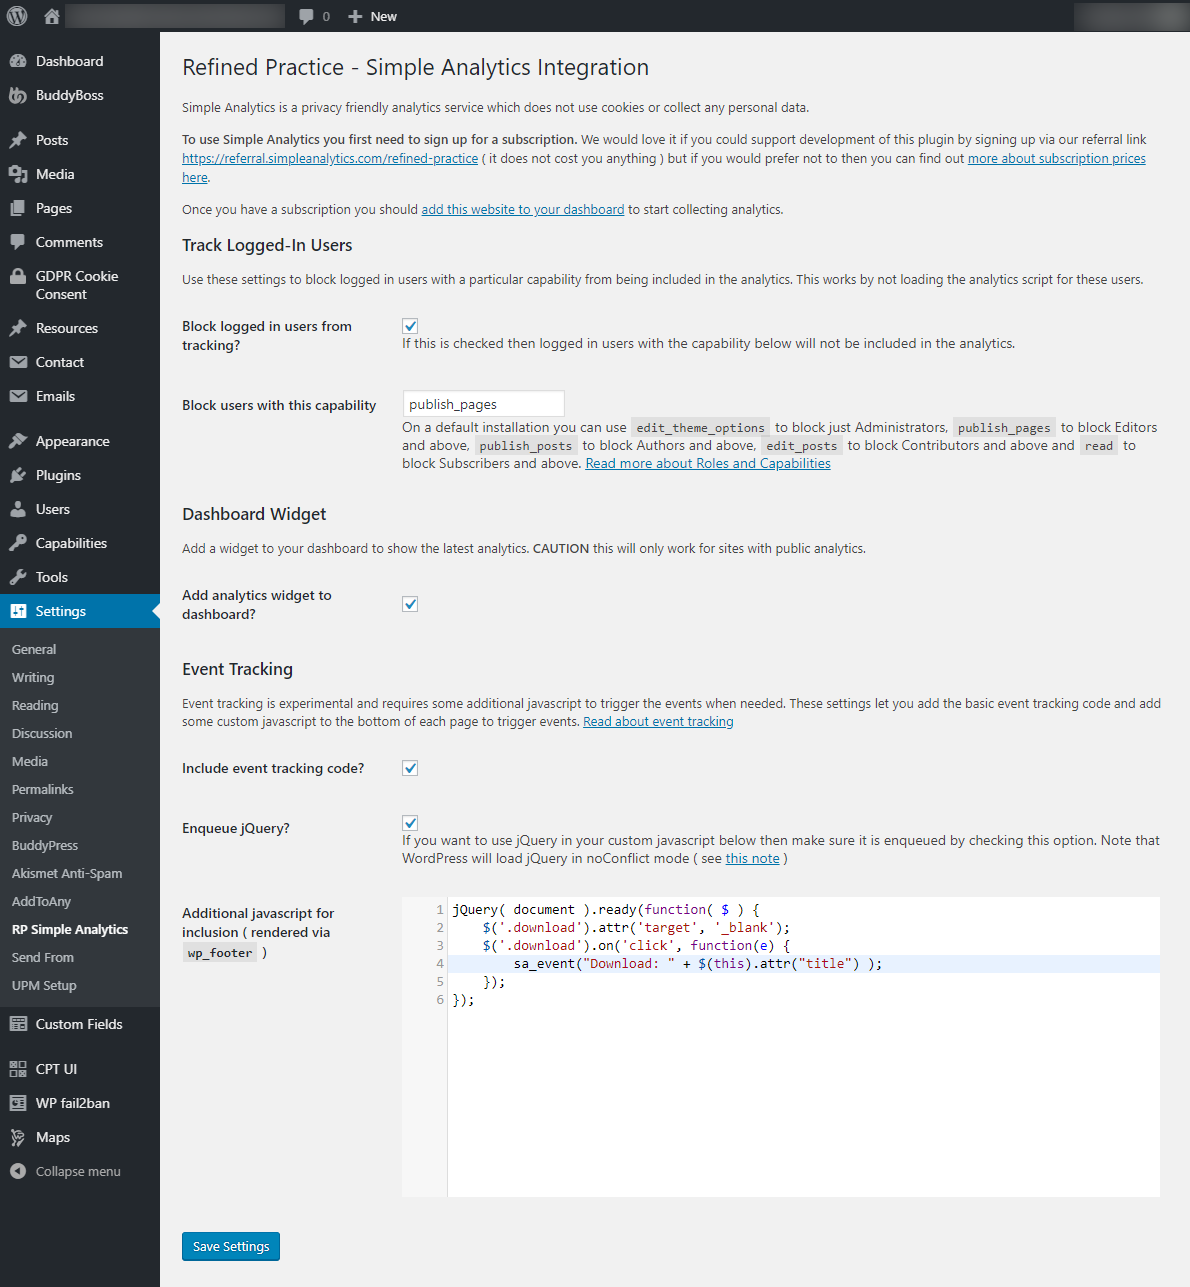 0 New
Dashboard
BuddyBoss
Posts
Media
Pages
Comments
GDPR Cookie
Consent
Resources
Contact
Emails
Appearance
Plugins
Users
Capabilities
Tools
Settings
General
Writing
Reading
Discussion
Media
Permalinks
Privacy
BuddyPress
Akismet Anti-Spam
AddToAny
RP Simple Analytics
Send From
UPM Setup
Custom Fields
CPT UI
WP fail2ban
Maps
Collapse menu
Refined Practice - Simple Analytics Integration
Simple Analytics is a privacy friendly analytics service which does not use cookies or collect any personal data.
To use Simple Analytics you first need to sign up for a subscription. We would love it if you could support development of this plugin by signing up via our referral link
https://referral.simpleanalytics.com/refined-practice ( it does not cost you anything ) but if you would prefer not to then you can find out more about subscription prices
here.
Once you have a subscription you should add this website to your dashboard to start collecting analytics.
Track Logged-In Users
Use these settings to block logged in users with a particular capability from being included in the analytics. This works by not loading the analytics script for these users.
Block logged in users from
tracking?
If this is checked then logged in users with the capability below will not be included in the analytics.
Block users with this capability
publish_pages
On a default installation you can use edit_theme_options to block just Administrators, publish_pages to block Editors
and above, publish_posts to block Authors and above, edit_posts to block Contributors and above and read to
block Subscribers and above. Read more about Roles and Capabilities
Dashboard Widget
Add a widget to your dashboard to show the latest analytics. CAUTION this will only work for sites with public analytics.
Add analytics widget to
dashboard?
Event Tracking
Event tracking is experimental and requires some additional javascript to trigger the events when needed. These settings let you add the basic event tracking code and add
some custom javascript to the bottom of each page to trigger events. Read about event tracking
Include event tracking code?
Enqueue jQuery?
If you want to use jQuery in your custom javascript below then make sure it is enqueued by checking this option. Note that
WordPress will load jQuery in noConflict mode ( see this note )
Additional javascript for
inclusion ( rendered via
wp_footer )
1 jQuery( document ).ready(function( $ ) {
2     $('.download').attr('target', '_blank');
3     $('.download').on('click', function(e) {
4         sa_event("Download: " + $(this).attr("title") );
5     });
6 });
Save Settings